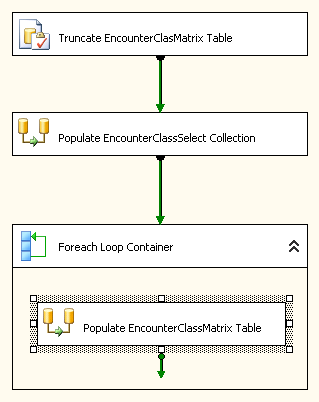 Truncate EncounterClasMatrix Table
Populate EncounterClassSelect Collection
Foreach Loop Container
Populate EncounterClassMatrix Table